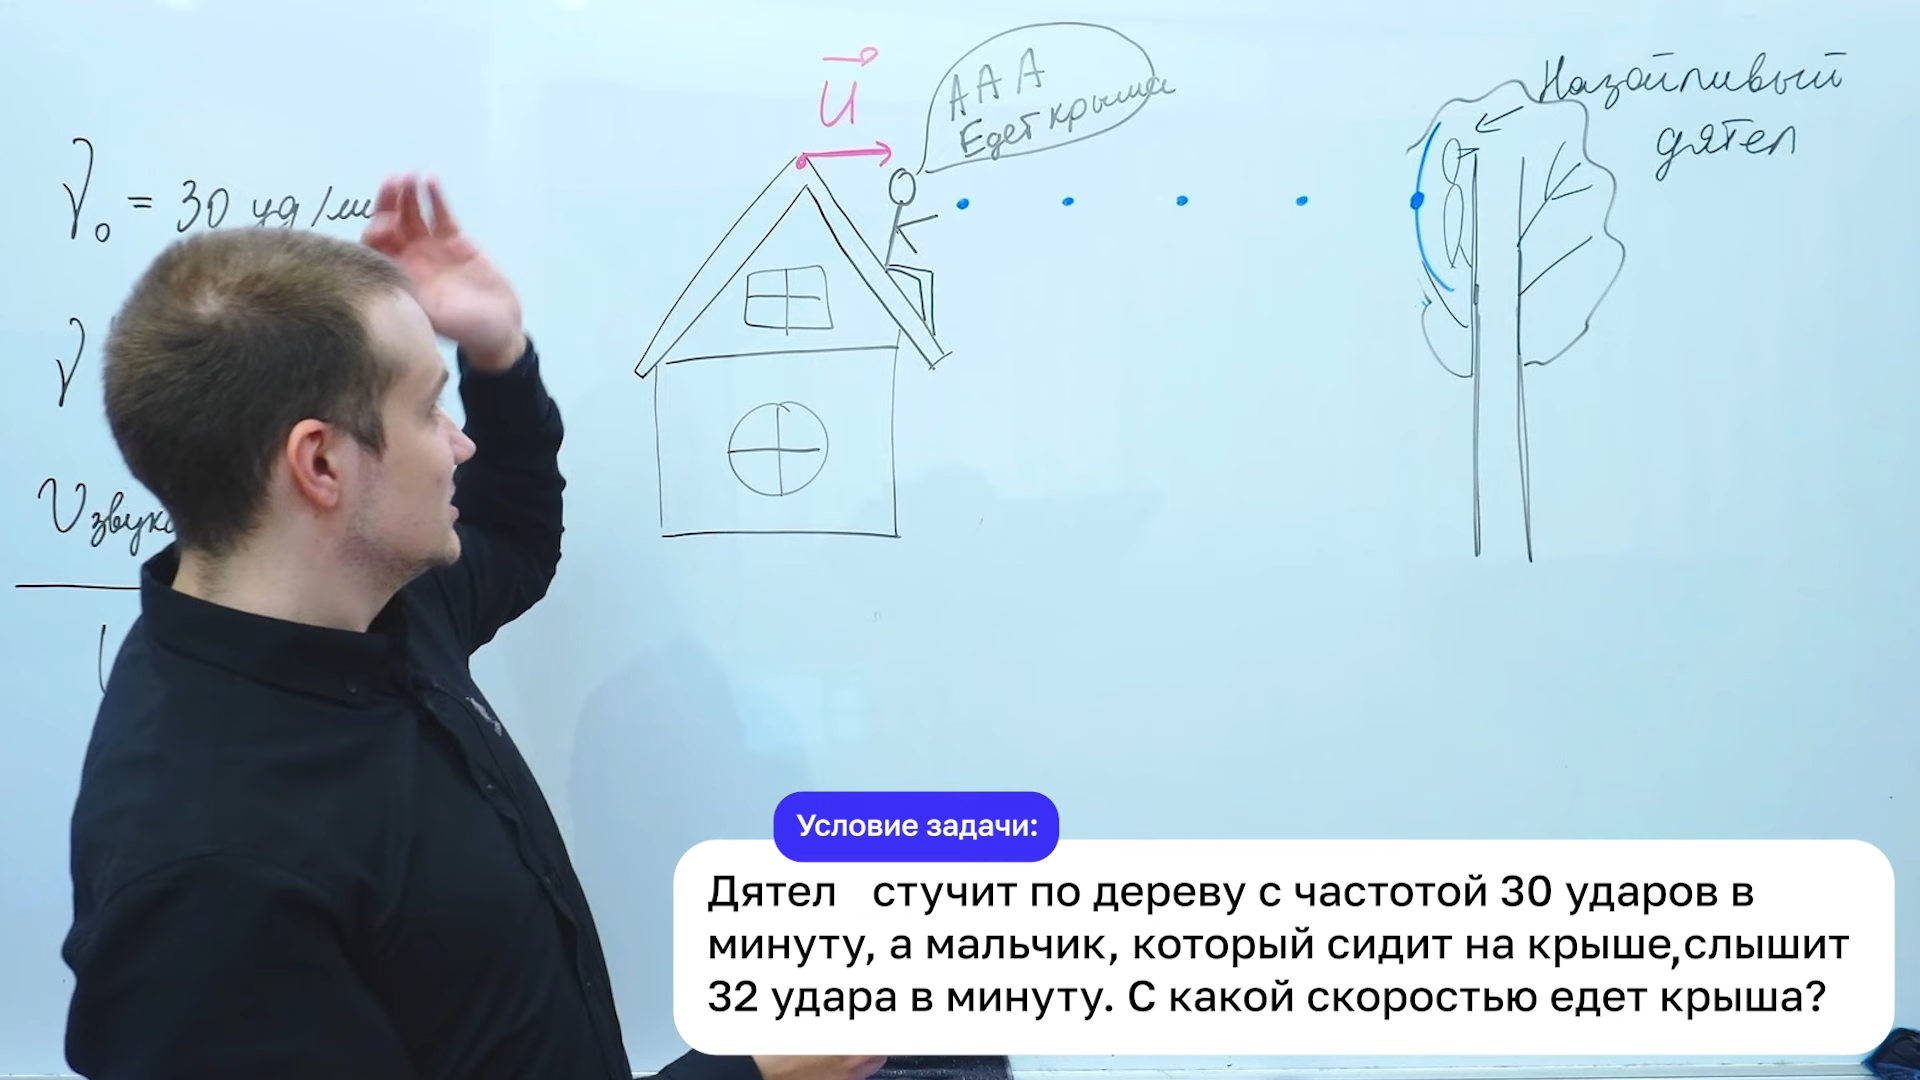 ν₀ = 30 уд/ми
ν
υ звук
U
ААА
Едет крыша
Назойливый
дятел
Условие задачи:
Дятел стучит по дереву с частотой 30 ударов в
минуту, а мальчик, который сидит на крыше,слышит
32 удара в минуту. С какой скоростью едет крыша?